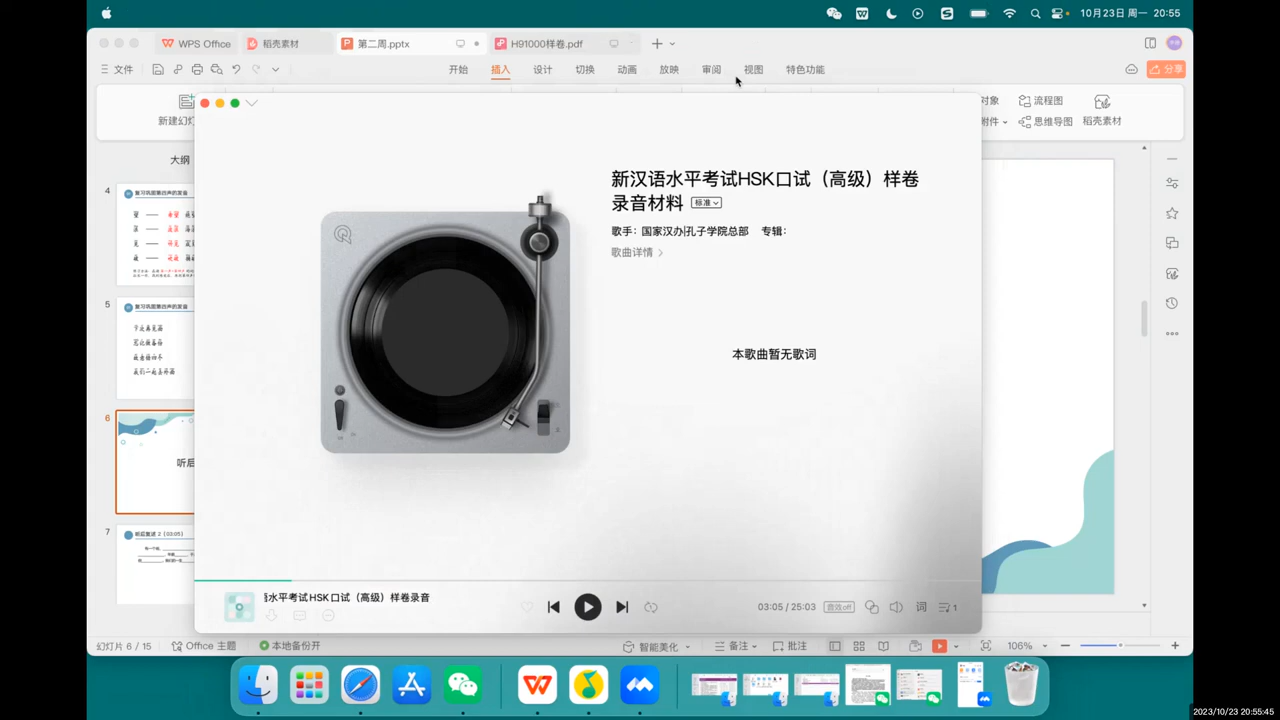 10月23日 周一 20:55
WPS Office
稻壳素材
第二周.pptx
H91000样卷.pdf
文件
开始
插入
设计
切换
动画
放映
审阅
视图
特色功能
分享
新建幻灯
对象
流程图
附件
思维导图
稻壳素材
大纲
4
5
6
听后
7
听后重述 2（03:05）
新汉语水平考试HSK口试（高级）样卷
录音材料 标准
歌手：国家汉办|孔子学院总部 专辑：
歌曲详情
本歌曲暂无歌词
水平考试HSK口试（高级）样卷录音
03:05 / 25:03
音效off
词
1
幻灯片 6 / 15
Office 主题
本地备份开
智能美化
备注
批注
106%
2023/10/23 20:55:45